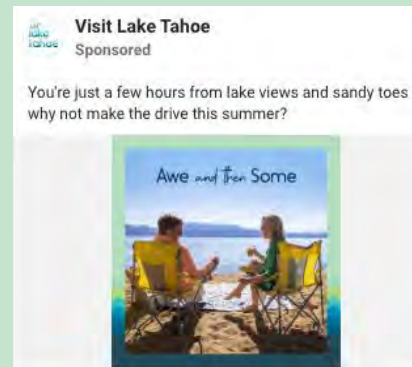 Visit Lake Tahoe
Sponsored
You're just a few hours from lake views and sandy toes
why not make the drive this summer?
Awe and then Some